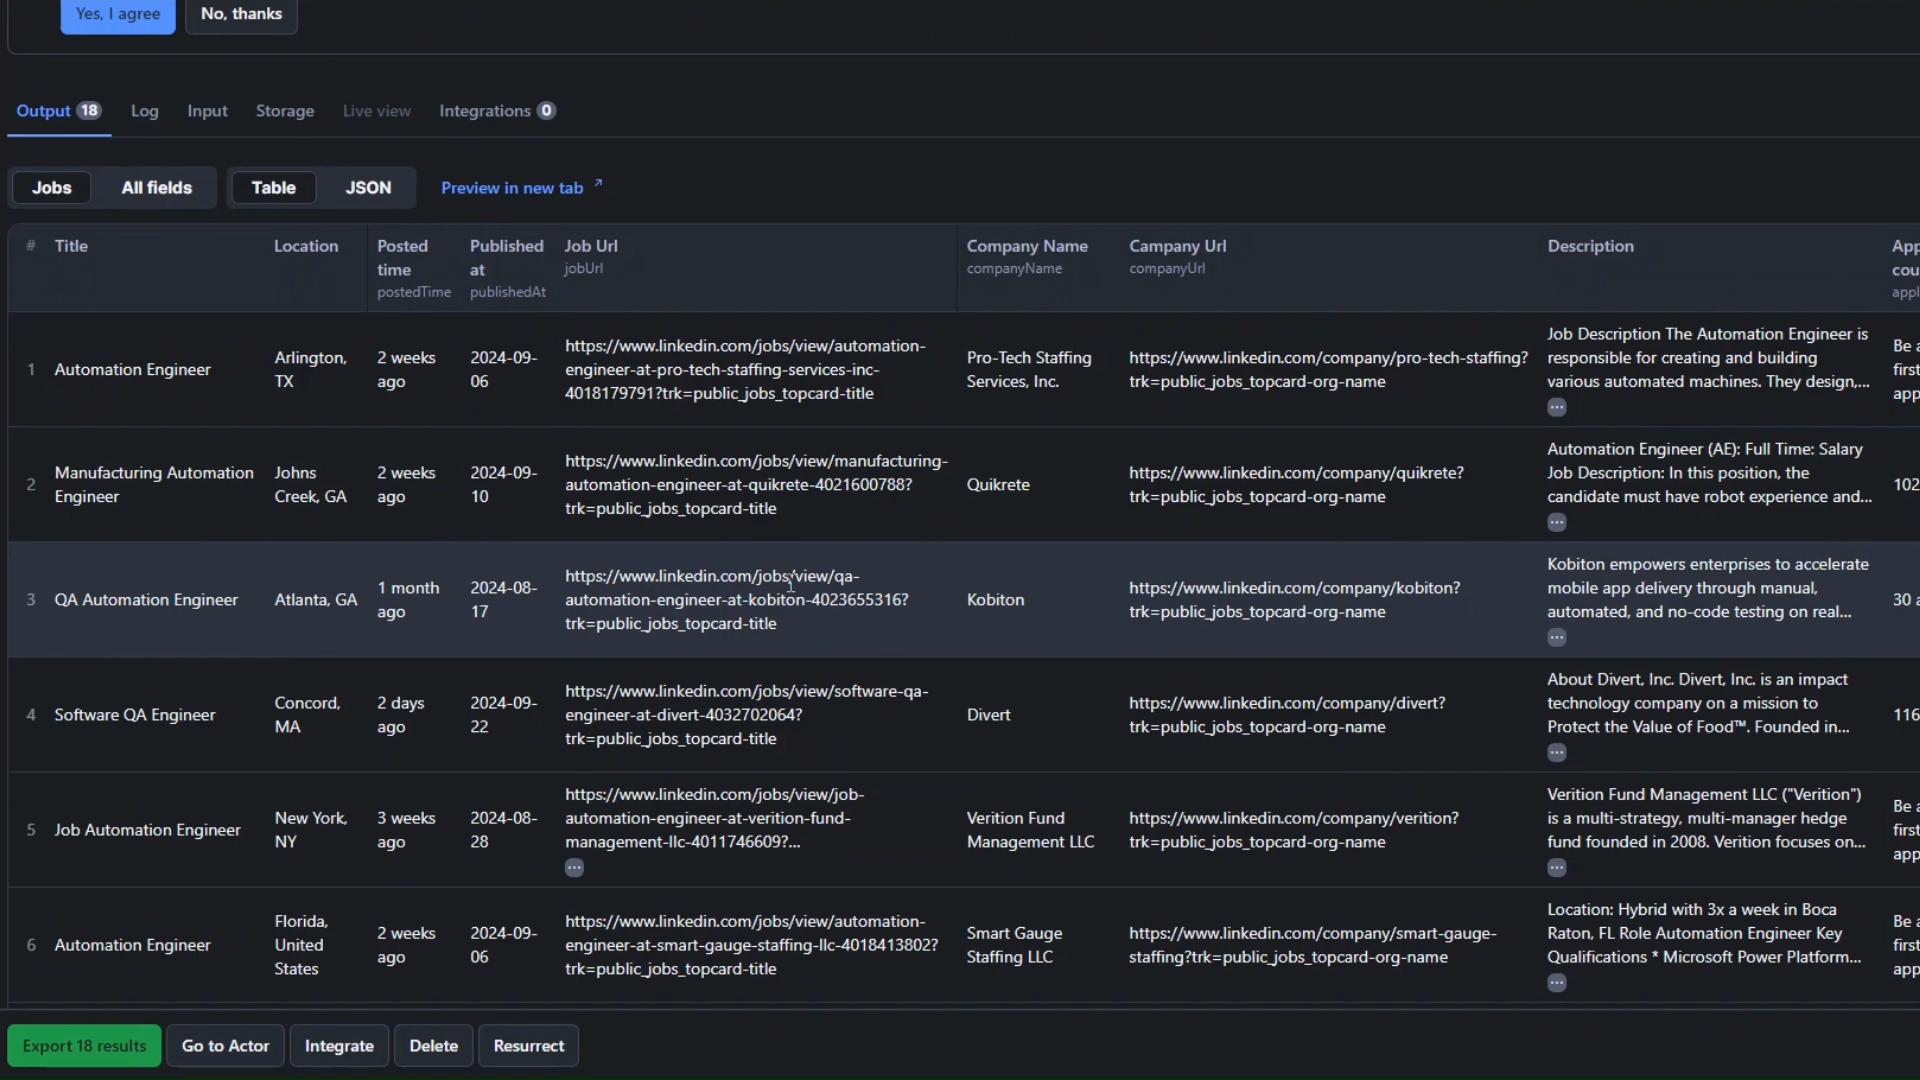 Yes, I agree
No, thanks
Output 18
Log
Input
Storage
Live view
Integrations 0
Jobs
All fields
Table
JSON
Preview in new tab
#
Title
Location
Posted
time
postedTime
Published
at
publishedAt
Job Url
jobUrl
Company Name
companyName
Campany Url
companyUrl
Description
App
cou
appl
1
Automation Engineer
Arlington,
TX
2 weeks
ago
2024-09-
06
https://www.linkedin.com/jobs/view/automation-
engineer-at-pro-tech-staffing-services-inc-
4018179791?trk=public_jobs_topcard-title
Pro-Tech Staffing
Services, Inc.
https://www.linkedin.com/company/pro-tech-staffing?
trk=public_jobs_topcard-org-name
Job Description The Automation Engineer is
responsible for creating and building
various automated machines. They design,...
Be a
first
app
2
Manufacturing Automation
Engineer
Johns
Creek, GA
2 weeks
ago
2024-09-
10
https://www.linkedin.com/jobs/view/manufacturing-
automation-engineer-at-quikrete-4021600788?
trk=public_jobs_topcard-title
Quikrete
https://www.linkedin.com/company/quikrete?
trk=public_jobs_topcard-org-name
Automation Engineer (AE): Full Time: Salary
Job Description: In this position, the
candidate must have robot experience and...
102
3
QA Automation Engineer
Atlanta, GA
1 month
ago
2024-08-
17
https://www.linkedin.com/jobs/view/qa-
automation-engineer-at-kobiton-4023655316?
trk=public_jobs_topcard-title
Kobiton
https://www.linkedin.com/company/kobiton?
trk=public_jobs_topcard-org-name
Kobiton empowers enterprises to accelerate
mobile app delivery through manual,
automated, and no-code testing on real...
30 a
4
Software QA Engineer
Concord,
MA
2 days
ago
2024-09-
22
https://www.linkedin.com/jobs/view/software-qa-
engineer-at-divert-4032702064?
trk=public_jobs_topcard-title
Divert
https://www.linkedin.com/company/divert?
trk=public_jobs_topcard-org-name
About Divert, Inc. Divert, Inc. is an impact
technology company on a mission to
Protect the Value of Food™. Founded in...
116
5
Job Automation Engineer
New York,
NY
3 weeks
ago
2024-08-
28
https://www.linkedin.com/jobs/view/job-
automation-engineer-at-verition-fund-
management-llc-4011746609?...
Verition Fund
Management LLC
https://www.linkedin.com/company/verition?
trk=public_jobs_topcard-org-name
Verition Fund Management LLC ("Verition")
is a multi-strategy, multi-manager hedge
fund founded in 2008. Verition focuses on...
Be a
first
app
6
Automation Engineer
Florida,
United
States
2 weeks
ago
2024-09-
06
https://www.linkedin.com/jobs/view/automation-
engineer-at-smart-gauge-staffing-llc-4018413802?
trk=public_jobs_topcard-title
Smart Gauge
Staffing LLC
https://www.linkedin.com/company/smart-gauge-
staffing?trk=public_jobs_topcard-org-name
Location: Hybrid with 3x a week in Boca
Raton, FL Role Automation Engineer Key
Qualifications * Microsoft Power Platform...
Be a
first
app
Export 18 results
Go to Actor
Integrate
Delete
Resurrect